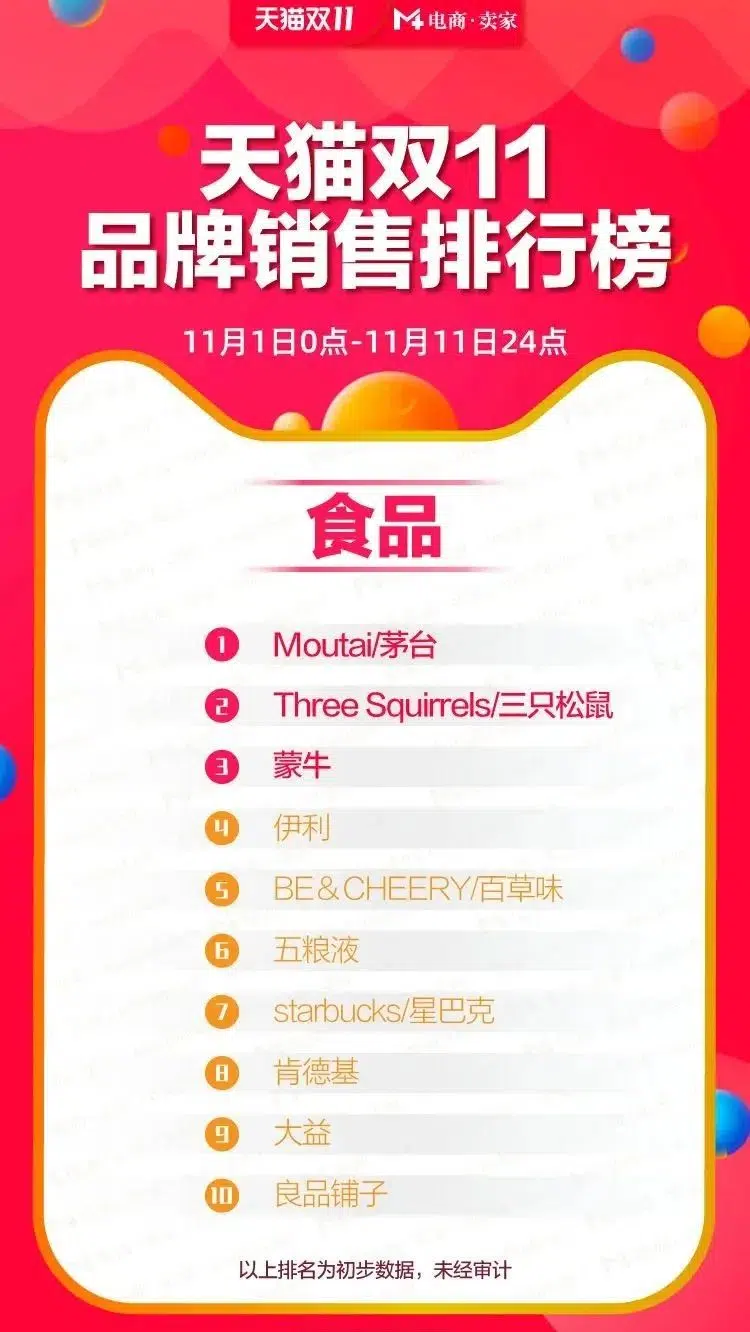 天猫双11 M4 电商·卖家
天猫双11
品牌销售排行榜
11月1日0点-11月11日24点
食品
1 Moutai/茅台
2 Three Squirrels/三只松鼠
3 蒙牛
4 伊利
5 BE&CHEERY/百草味
6 五粮液
7 starbucks/星巴克
8 肯德基
9 大益
10 良品铺子
以上排名为初步数据，未经审计